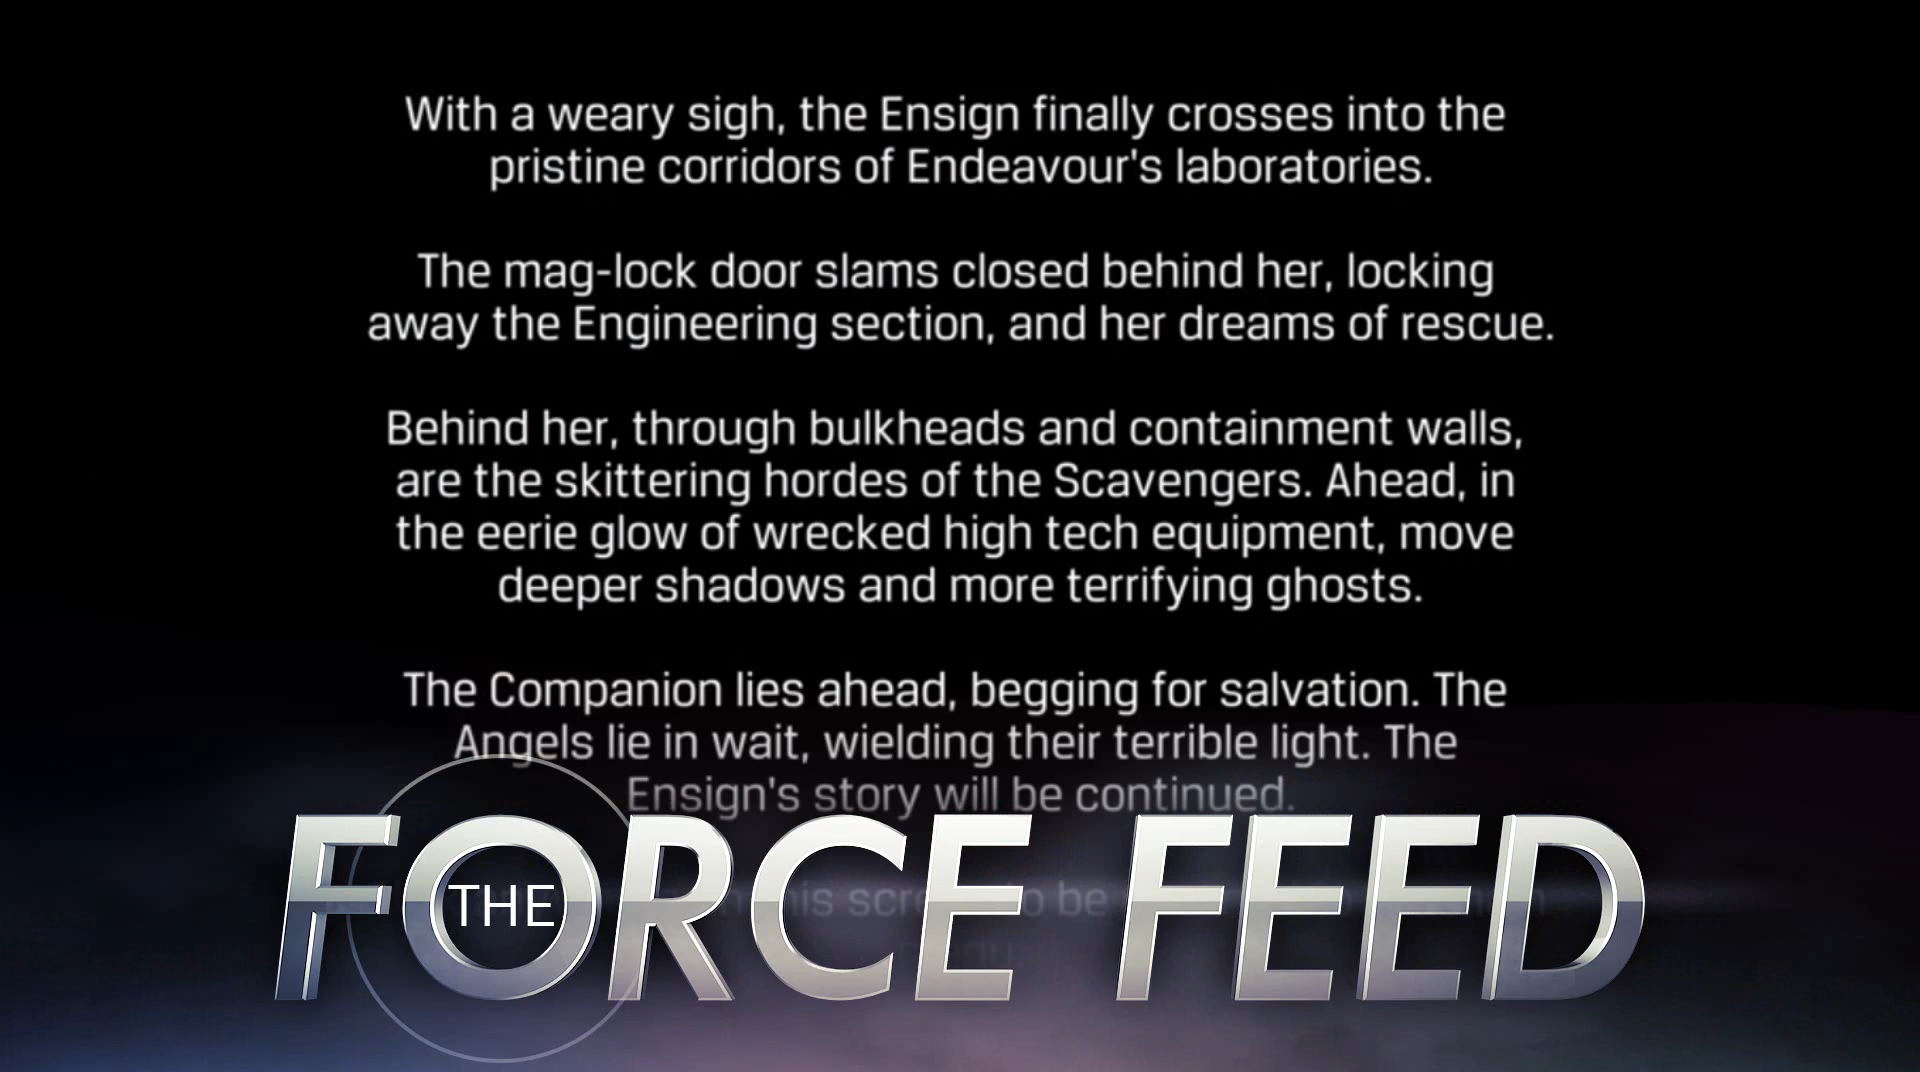 With a weary sigh, the Ensign finally crosses into the
pristine corridors of Endeavour's laboratories.
The mag-lock door slams closed behind her, locking
away the Engineering section, and her dreams of rescue.
Behind her, through bulkheads and containment walls,
are the skittering hordes of the Scavengers. Ahead, in
the eerie glow of wrecked high tech equipment, move
deeper shadows and more terrifying ghosts.
The Companion lies ahead, begging for salvation. The
Angels lie in wait, wielding their terrible light. The
Ensign's story will be continued.
THE FORCE FEED
to be